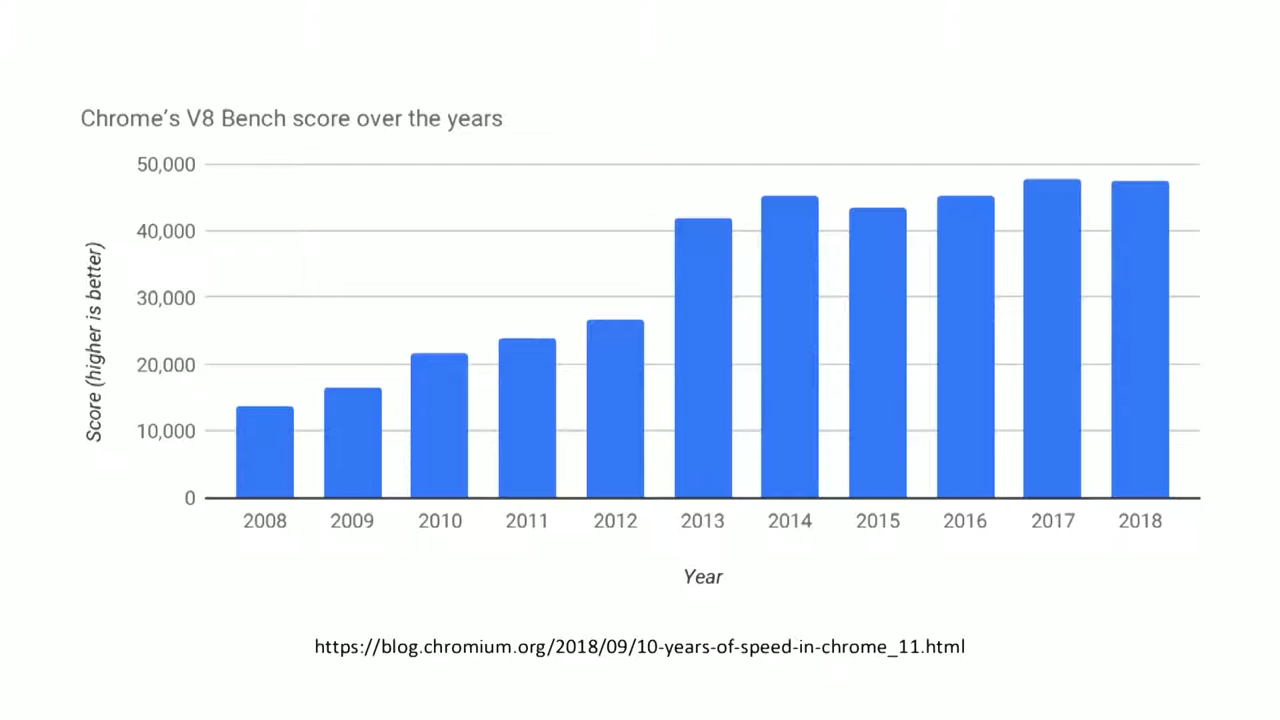 Chrome’s V8 Bench score over the years
50,000
40,000
30,000
20,000
10,000
0
Score (higher is better)
2008 2009 2010 2011 2012 2013 2014 2015 2016 2017 2018
Year
https://blog.chromium.org/2018/09/10-years-of-speed-in-chrome_11.html